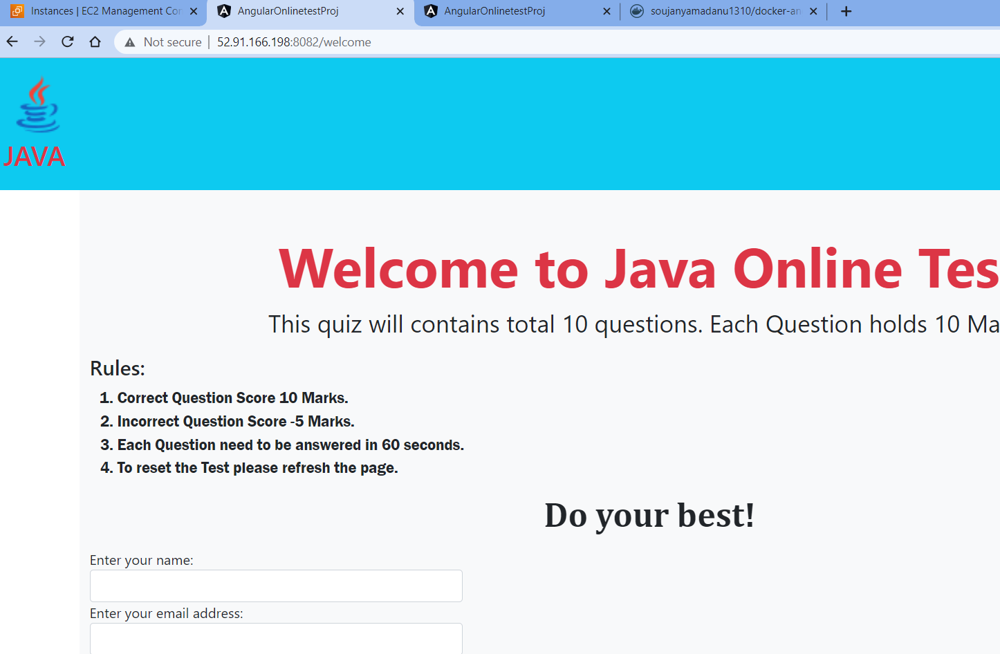 Instances | EC2 Management Cor
AngularOnlinetestProj
AngularOnlinetestProj
soujanyamadanu1310/docker-an
Not secure | 52.91.166.198:8082/welcome
JAVA
Welcome to Java Online Tes
This quiz will contains total 10 questions. Each Question holds 10 Ma
Rules:
1. Correct Question Score 10 Marks.
2. Incorrect Question Score -5 Marks.
3. Each Question need to be answered in 60 seconds.
4. To reset the Test please refresh the page.
Do your best!
Enter your name:
Enter your email address: